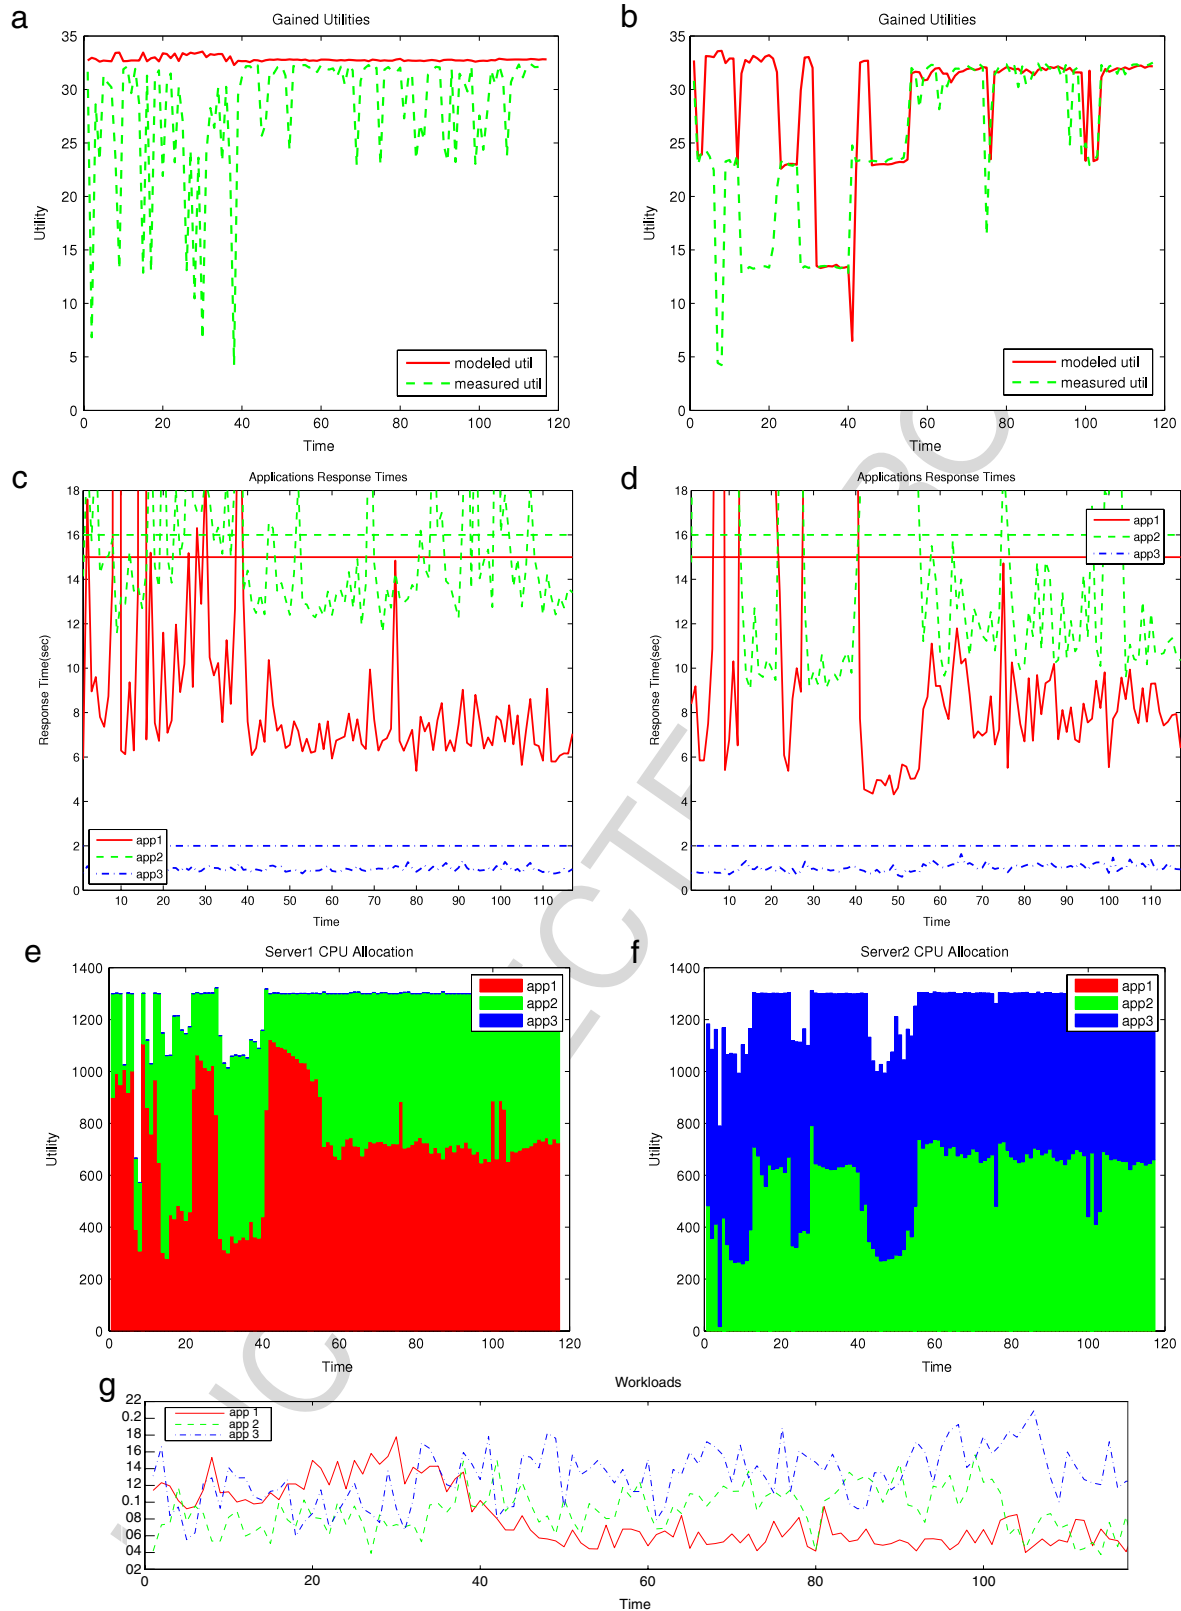 a
Gained Utilities
35
30
25
20
15
10
5
0
Utility
0 20 40 60 80 100 120
Time
modeled util
measured util
b
Gained Utilities
35
30
25
20
15
10
5
0
Utility
0 20 40 60 80 100 120
Time
modeled util
measured util
c
Applications Response Times
18
16
14
12
10
8
6
4
2
0
Response Time(sec)
10 20 30 40 50 60 70 80 90 100 110
Time
app1
app2
app3
d
Applications Response Times
18
16
14
12
10
8
6
4
2
0
Response Time(sec)
10 20 30 40 50 60 70 80 90 100 110
Time
app1
app2
app3
e
Server1 CPU Allocation
1400
1200
1000
800
600
400
200
0
Utility
0 20 40 60 80 100 120
Time
app1
app2
app3
f
Server2 CPU Allocation
1400
1200
1000
800
600
400
200
0
Utility
0 20 40 60 80 100 120
Time
app1
app2
app3
g
Workloads
22
0.2
18
16
14
12
0.1
08
06
04
02
0 20 40 60 80 100
Time
app 1
app 2
app 3